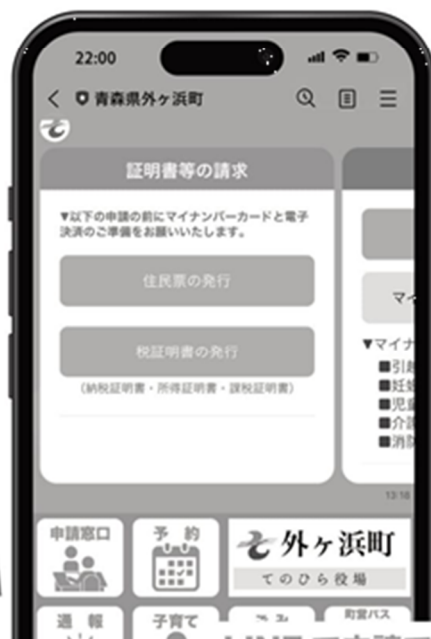 22:00
青森県外ヶ浜町
証明書等の請求
▼以下の申請の前にマイナンバーカードと電子
決済のご準備をお願いいたします。
住民票の発行
税証明書の発行
(納税証明書・所得証明書・課税証明書)
マイ
▼マイナ
■引越
■妊娠
■児童
■介護
■消防
13:16
申請窓口
予 約
外ヶ浜町
てのひら役場
通 報
子育て
町営バス